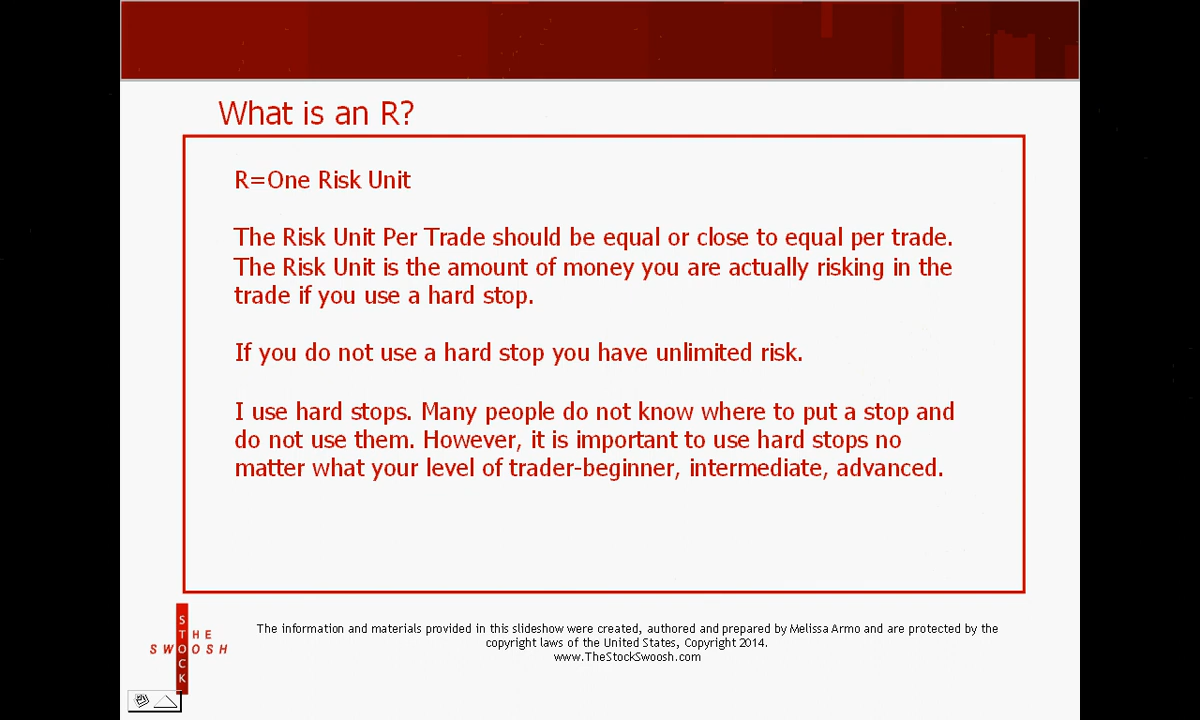 What is an R?
R=One Risk Unit
The Risk Unit Per Trade should be equal or close to equal per trade.
The Risk Unit is the amount of money you are actually risking in the
trade if you use a hard stop.
If you do not use a hard stop you have unlimited risk.
I use hard stops. Many people do not know where to put a stop and
do not use them. However, it is important to use hard stops no
matter what your level of trader-beginner, intermediate, advanced.
THE
STOCK
SWOOSH
The information and materials provided in this slideshow were created, authored and prepared by Melissa Armo and are protected by the
copyright laws of the United States, Copyright 2014.
www.TheStockSwoosh.com